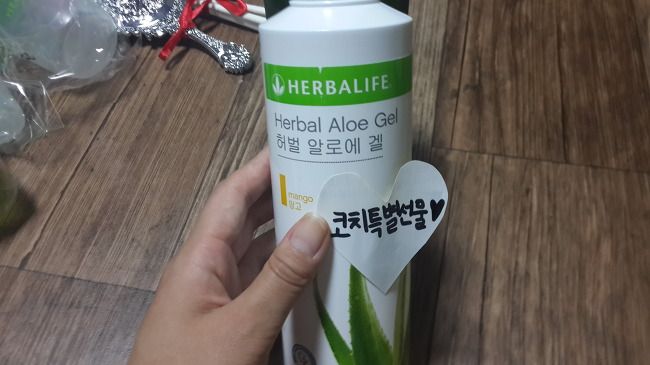 HERBALIFE
Herbal Aloe Gel
허벌 알로에 겔
mango
망고
코치특별선물♥